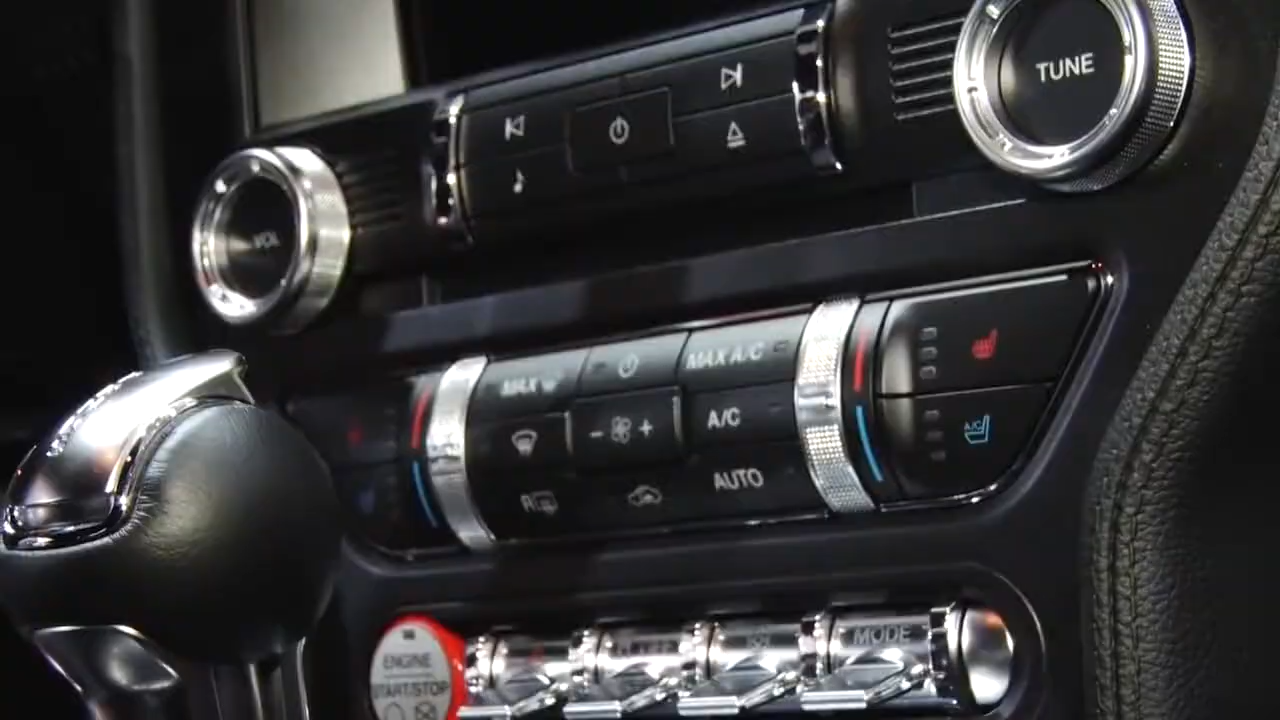 TUNE
VOL
MAX
MAX A/C
- +
A/C
R
AUTO
A/C
ENGINE
START/STOP
MODE